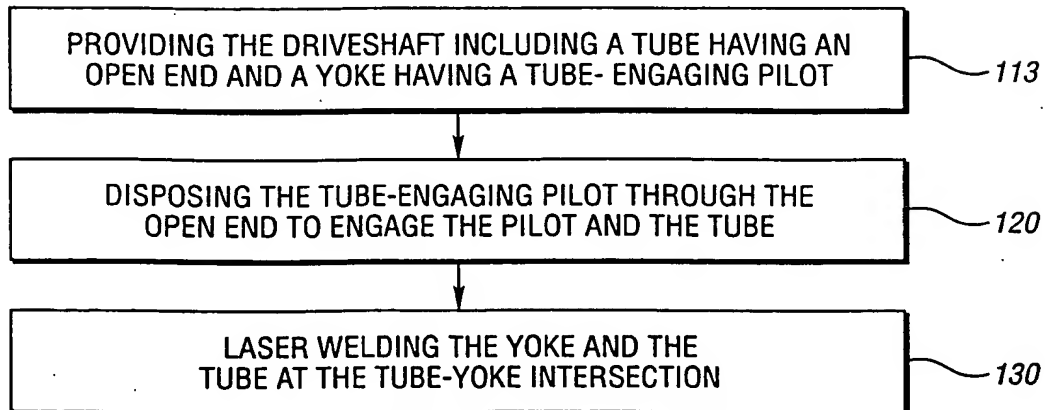 PROVIDING THE DRIVESHAFT INCLUDING A TUBE HAVING AN
OPEN END AND A YOKE HAVING A TUBE- ENGAGING PILOT
113
DISPOSING THE TUBE-ENGAGING PILOT THROUGH THE
OPEN END TO ENGAGE THE PILOT AND THE TUBE
120
LASER WELDING THE YOKE AND THE
TUBE AT THE TUBE-YOKE INTERSECTION
130